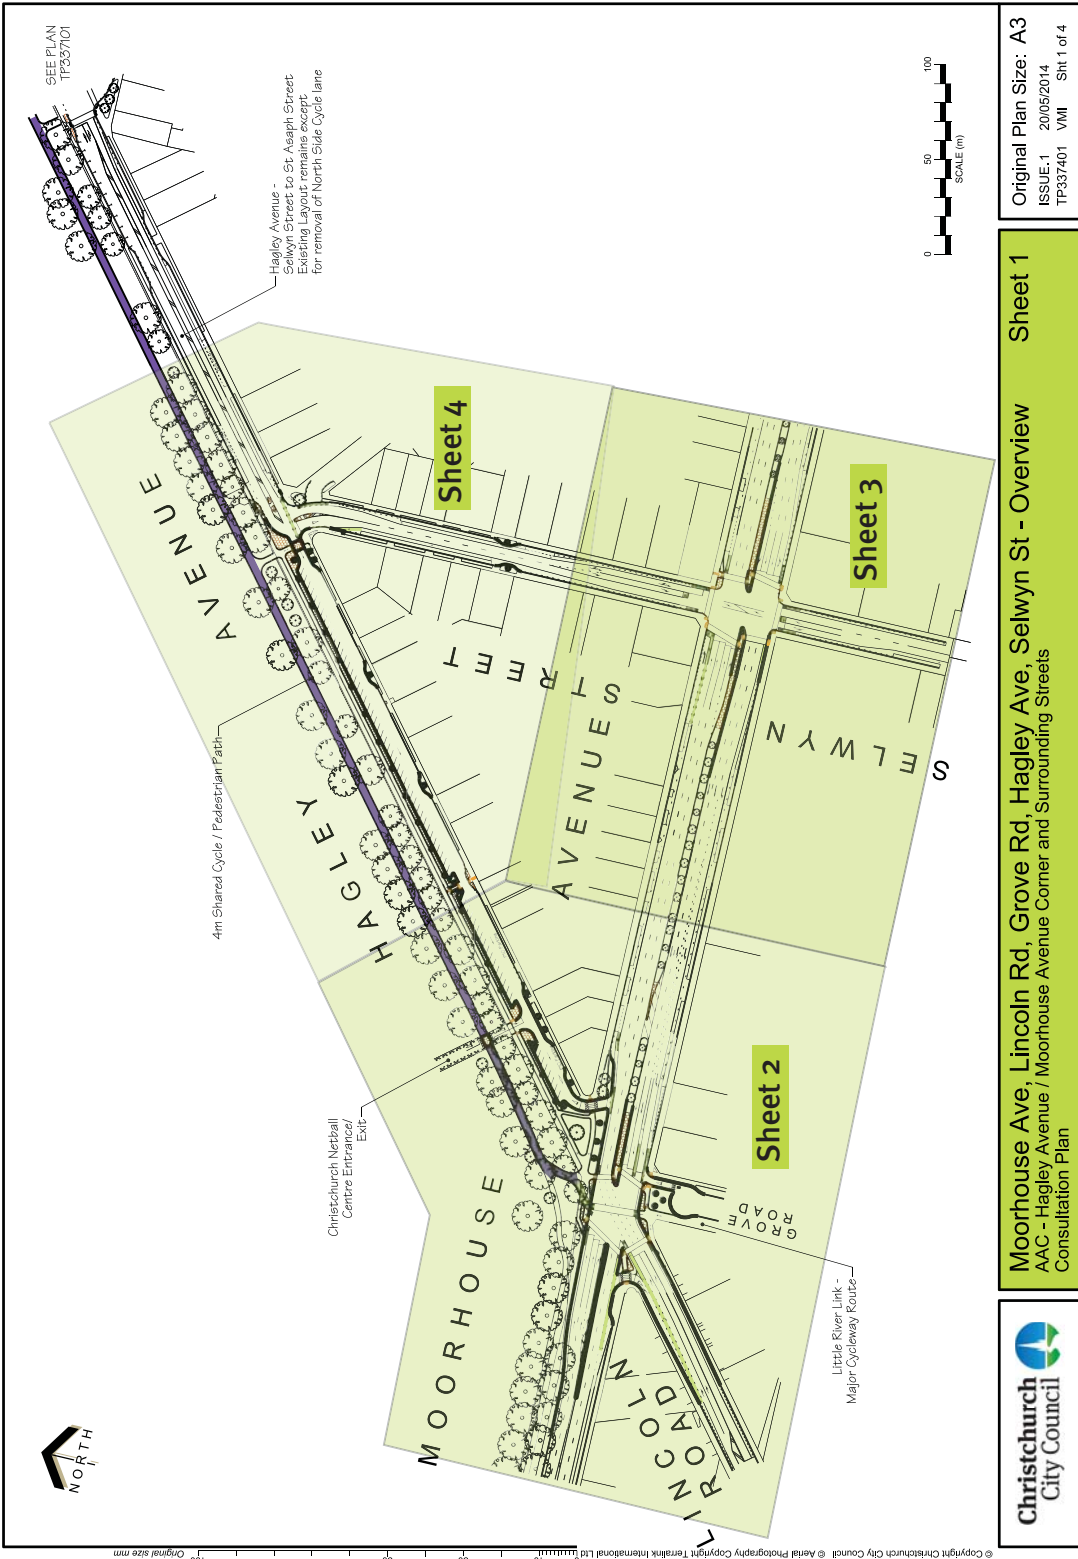 SEE PLAN
TP337101
Hagley Avenue -
Selwyn Street to St Asaph Street
Existing Layout remains except
for removal of North Side Cycle lane
4m Shared Cycle / Pedestrian Path
Christchurch Netball
Centre Entrance/
Exit
Little River Link -
Major Cycleway Route
HAGLEY AVENUE
MOORHOUSE AVENUE
SELWYN STREET
LINCOLN
ROAD
GROVE
ROAD
Sheet 4
Sheet 3
Sheet 2
NORTH
0 50 100
SCALE (m)
Original Plan Size: A3
ISSUE.1 20/05/2014
TP337401 VMI Sht 1 of 4
Moorhouse Ave, Lincoln Rd, Grove Rd, Hagley Ave, Selwyn St - Overview Sheet 1
AAC - Hagley Avenue / Moorhouse Avenue Corner and Surrounding Streets
Consultation Plan
Christchurch
City Council
© Copyright Christchurch City Council © Aerial Photography Copyright Terralink International Ltd
Original size mm